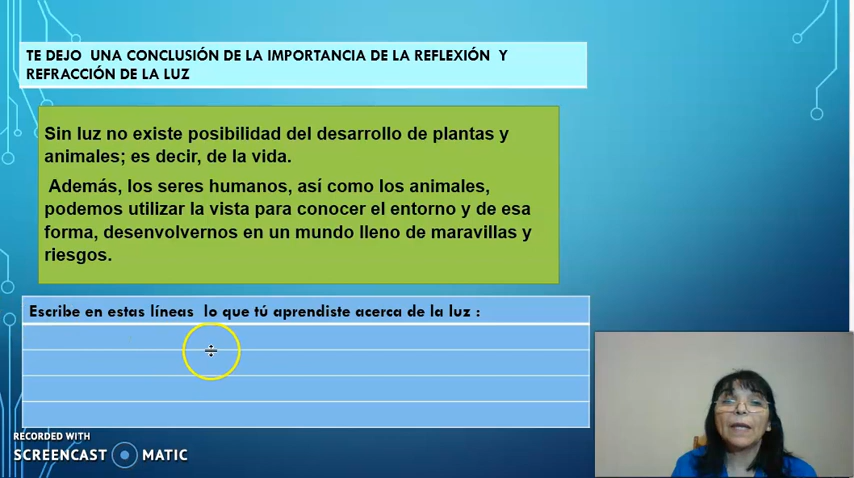 TE DEJO UNA CONCLUSIÓN DE LA IMPORTANCIA DE LA REFLEXIÓN Y
REFRACCIÓN DE LA LUZ
Sin luz no existe posibilidad del desarrollo de plantas y
animales; es decir, de la vida.
Además, los seres humanos, así como los animales,
podemos utilizar la vista para conocer el entorno y de esa
forma, desenvolvernos en un mundo lleno de maravillas y
riesgos.
Escribe en estas líneas lo que tú aprendiste acerca de la luz :
RECORDED WITH
SCREENCAST MATIC